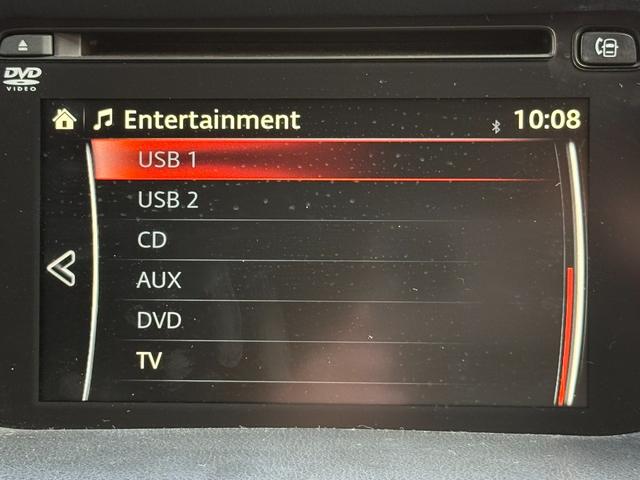 DVD
VIDEO
Entertainment 10:08
USB 1
USB 2
CD
AUX
DVD
TV